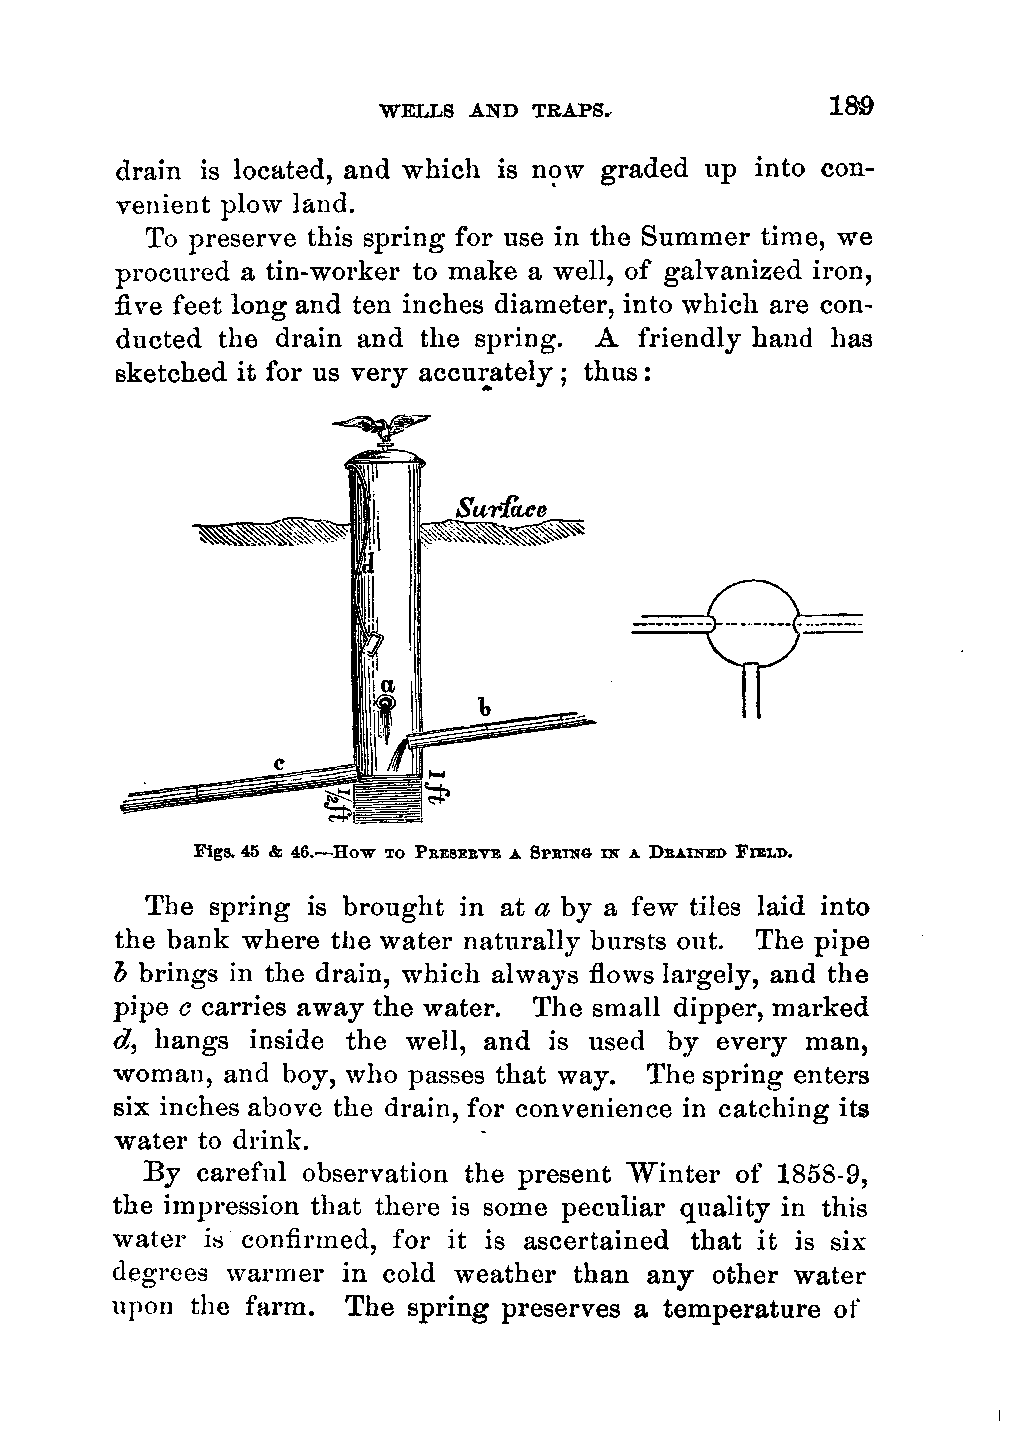 WELLS AND TRAPS. 189
drain is located, and which is now graded up into con-
venient plow land.
To preserve this spring for use in the Summer time, we
procured a tin-worker to make a well, of galvanized iron,
five feet long and ten inches diameter, into which are con-
ducted the drain and the spring. A friendly hand has
sketched it for us very accurately; thus:
Surface
d
a
b
c
1 ft
1½ ft
Figs. 45 & 46.—How to Preserve a Spring in a Drained Field.
The spring is brought in at a by a few tiles laid into
the bank where the water naturally bursts out. The pipe
b brings in the drain, which always flows largely, and the
pipe c carries away the water. The small dipper, marked
d, hangs inside the well, and is used by every man,
woman, and boy, who passes that way. The spring enters
six inches above the drain, for convenience in catching its
water to drink.
By careful observation the present Winter of 1858-9,
the impression that there is some peculiar quality in this
water is confirmed, for it is ascertained that it is six
degrees warmer in cold weather than any other water
upon the farm. The spring preserves a temperature of